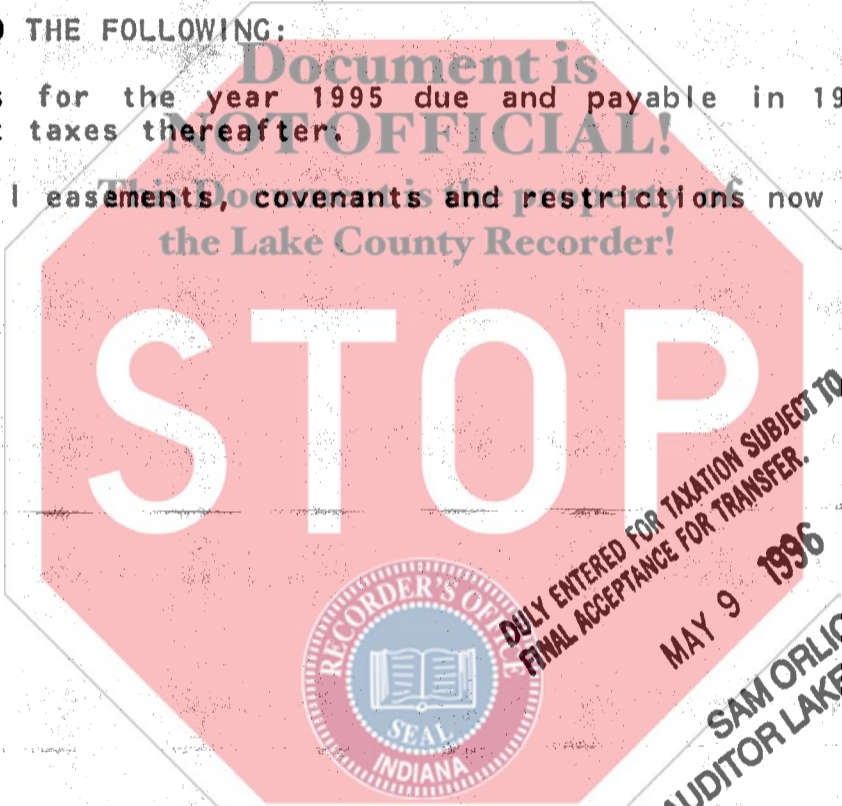 THE FOLLOWING:
Document is
for the year 1995 due and payable in 19
taxes thereafter.
NOT OFFICIAL!
easements, covenants and restrictions now
This Document is the property of
the Lake County Recorder!
STOP
DULY ENTERED FOR TAXATION SUBJECT TO
FINAL ACCEPTANCE FOR TRANSFER.
MAY 9 1996
SAM ORLIC
AUDITOR LAKE
RECORDER'S OFFICE
SEAL
INDIANA